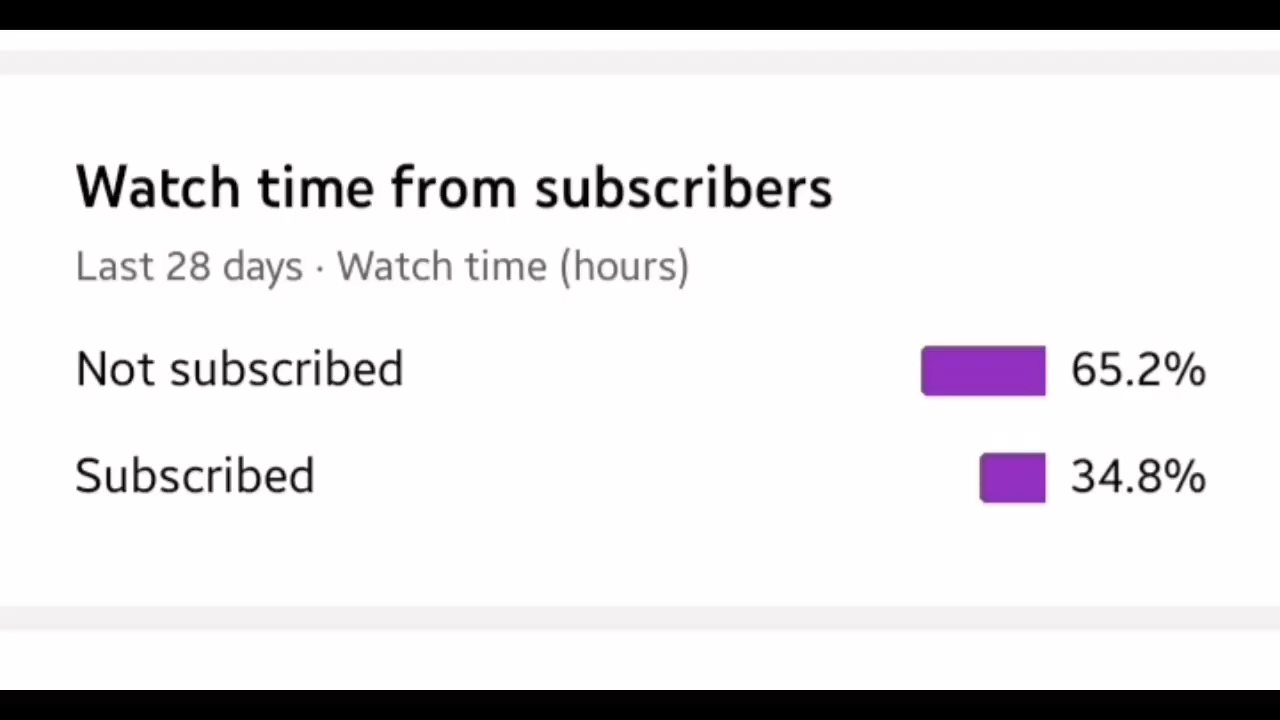 Watch time from subscribers
Last 28 days · Watch time (hours)
Not subscribed 65.2%
Subscribed 34.8%